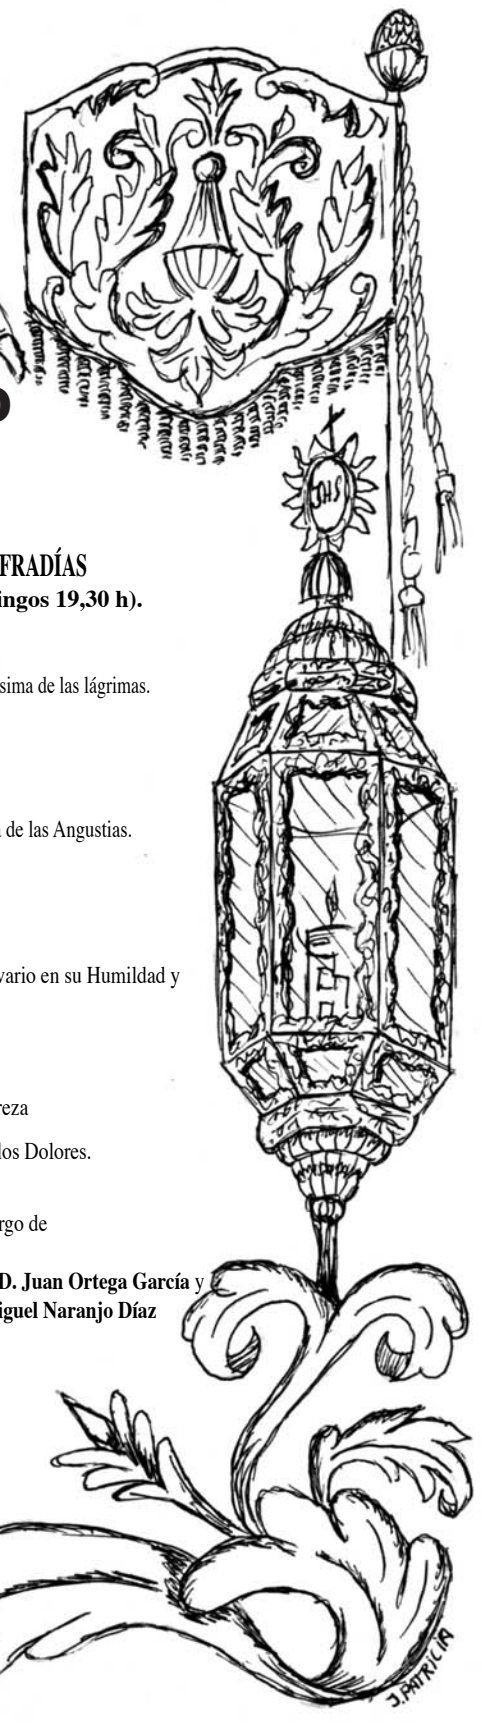 JHS
FRADÍAS
ingos 19,30 h).
sima de las lágrimas.
de las Angustias.
vario en su Humildad y
reza
los Dolores.
rgo de
D. Juan Ortega García y
iguel Naranjo Díaz
J. PATRICIA